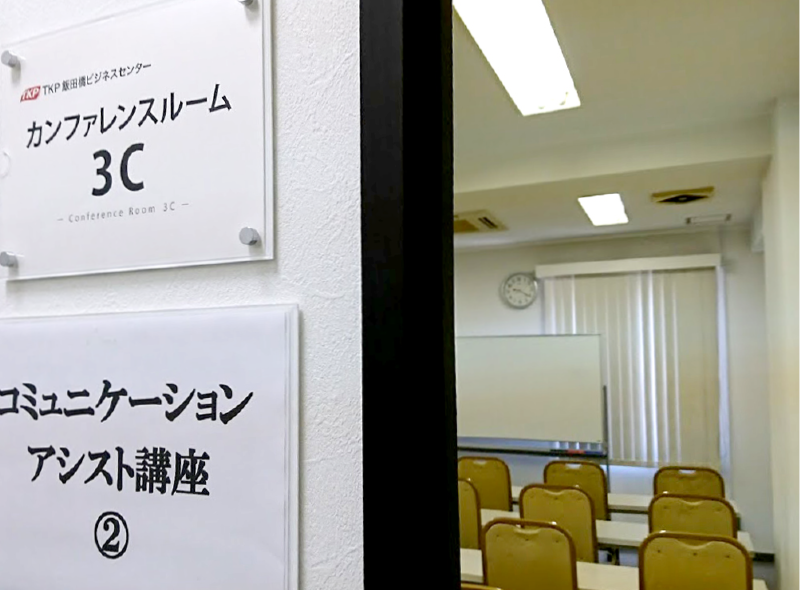 TKP TKP 飯田橋ビジネスセンター
カンファレンスルーム
3C
– Conference Room 3C –
コミュニケーション
アシスト講座
②